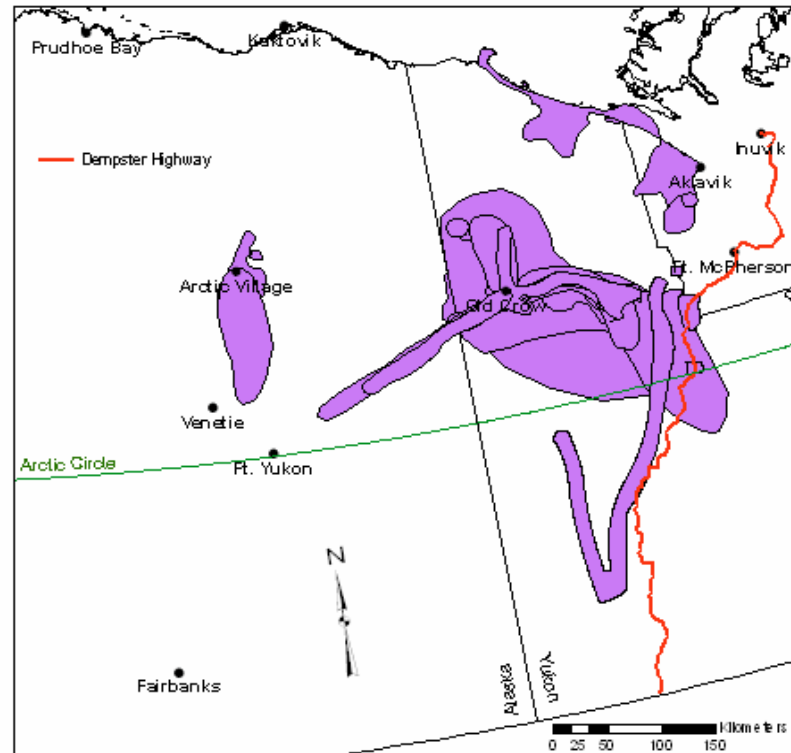 Prudhoe Bay
Kaktovik
Inuvik
Dempster Highway
Aklavik
Ft. McPherson
Arctic Village
Old Crow
Venetie
Arctic Circle
Ft. Yukon
N
Fairbanks
Alaska
Yukon
Kilometers
0 25 50 100 150